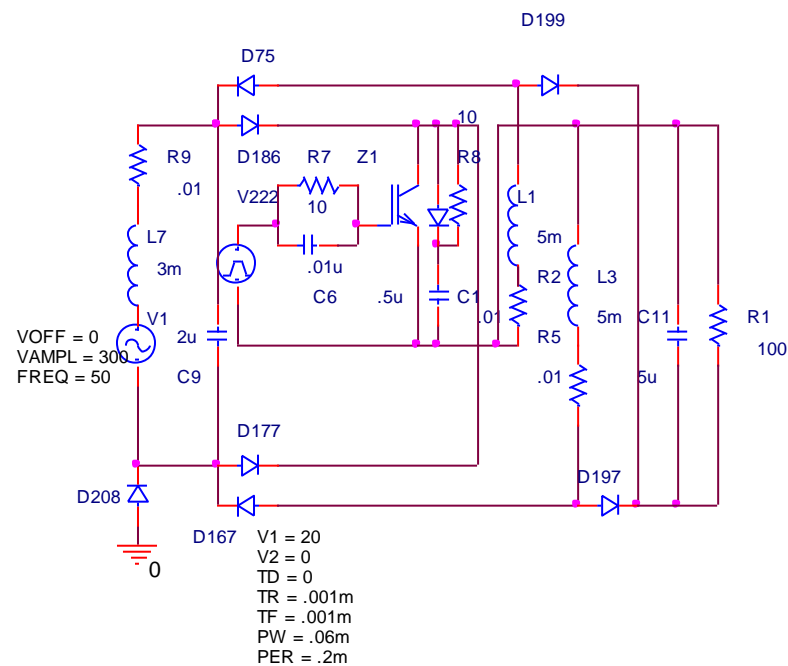 D199
D75
10
R9
D186
R7
Z1
R8
.01
V222
10
L1
5m
L7
3m
.01u
R2
L3
C6
.5u
C1
.01
5m
V1
C11
R1
VOFF = 0
VAMPL = 300
FREQ = 50
2u
R5
100
C9
.01
5u
D177
D197
D208
D167
0
V1 = 20
V2 = 0
TD = 0
TR = .001m
TF = .001m
PW = .06m
PER = .2m